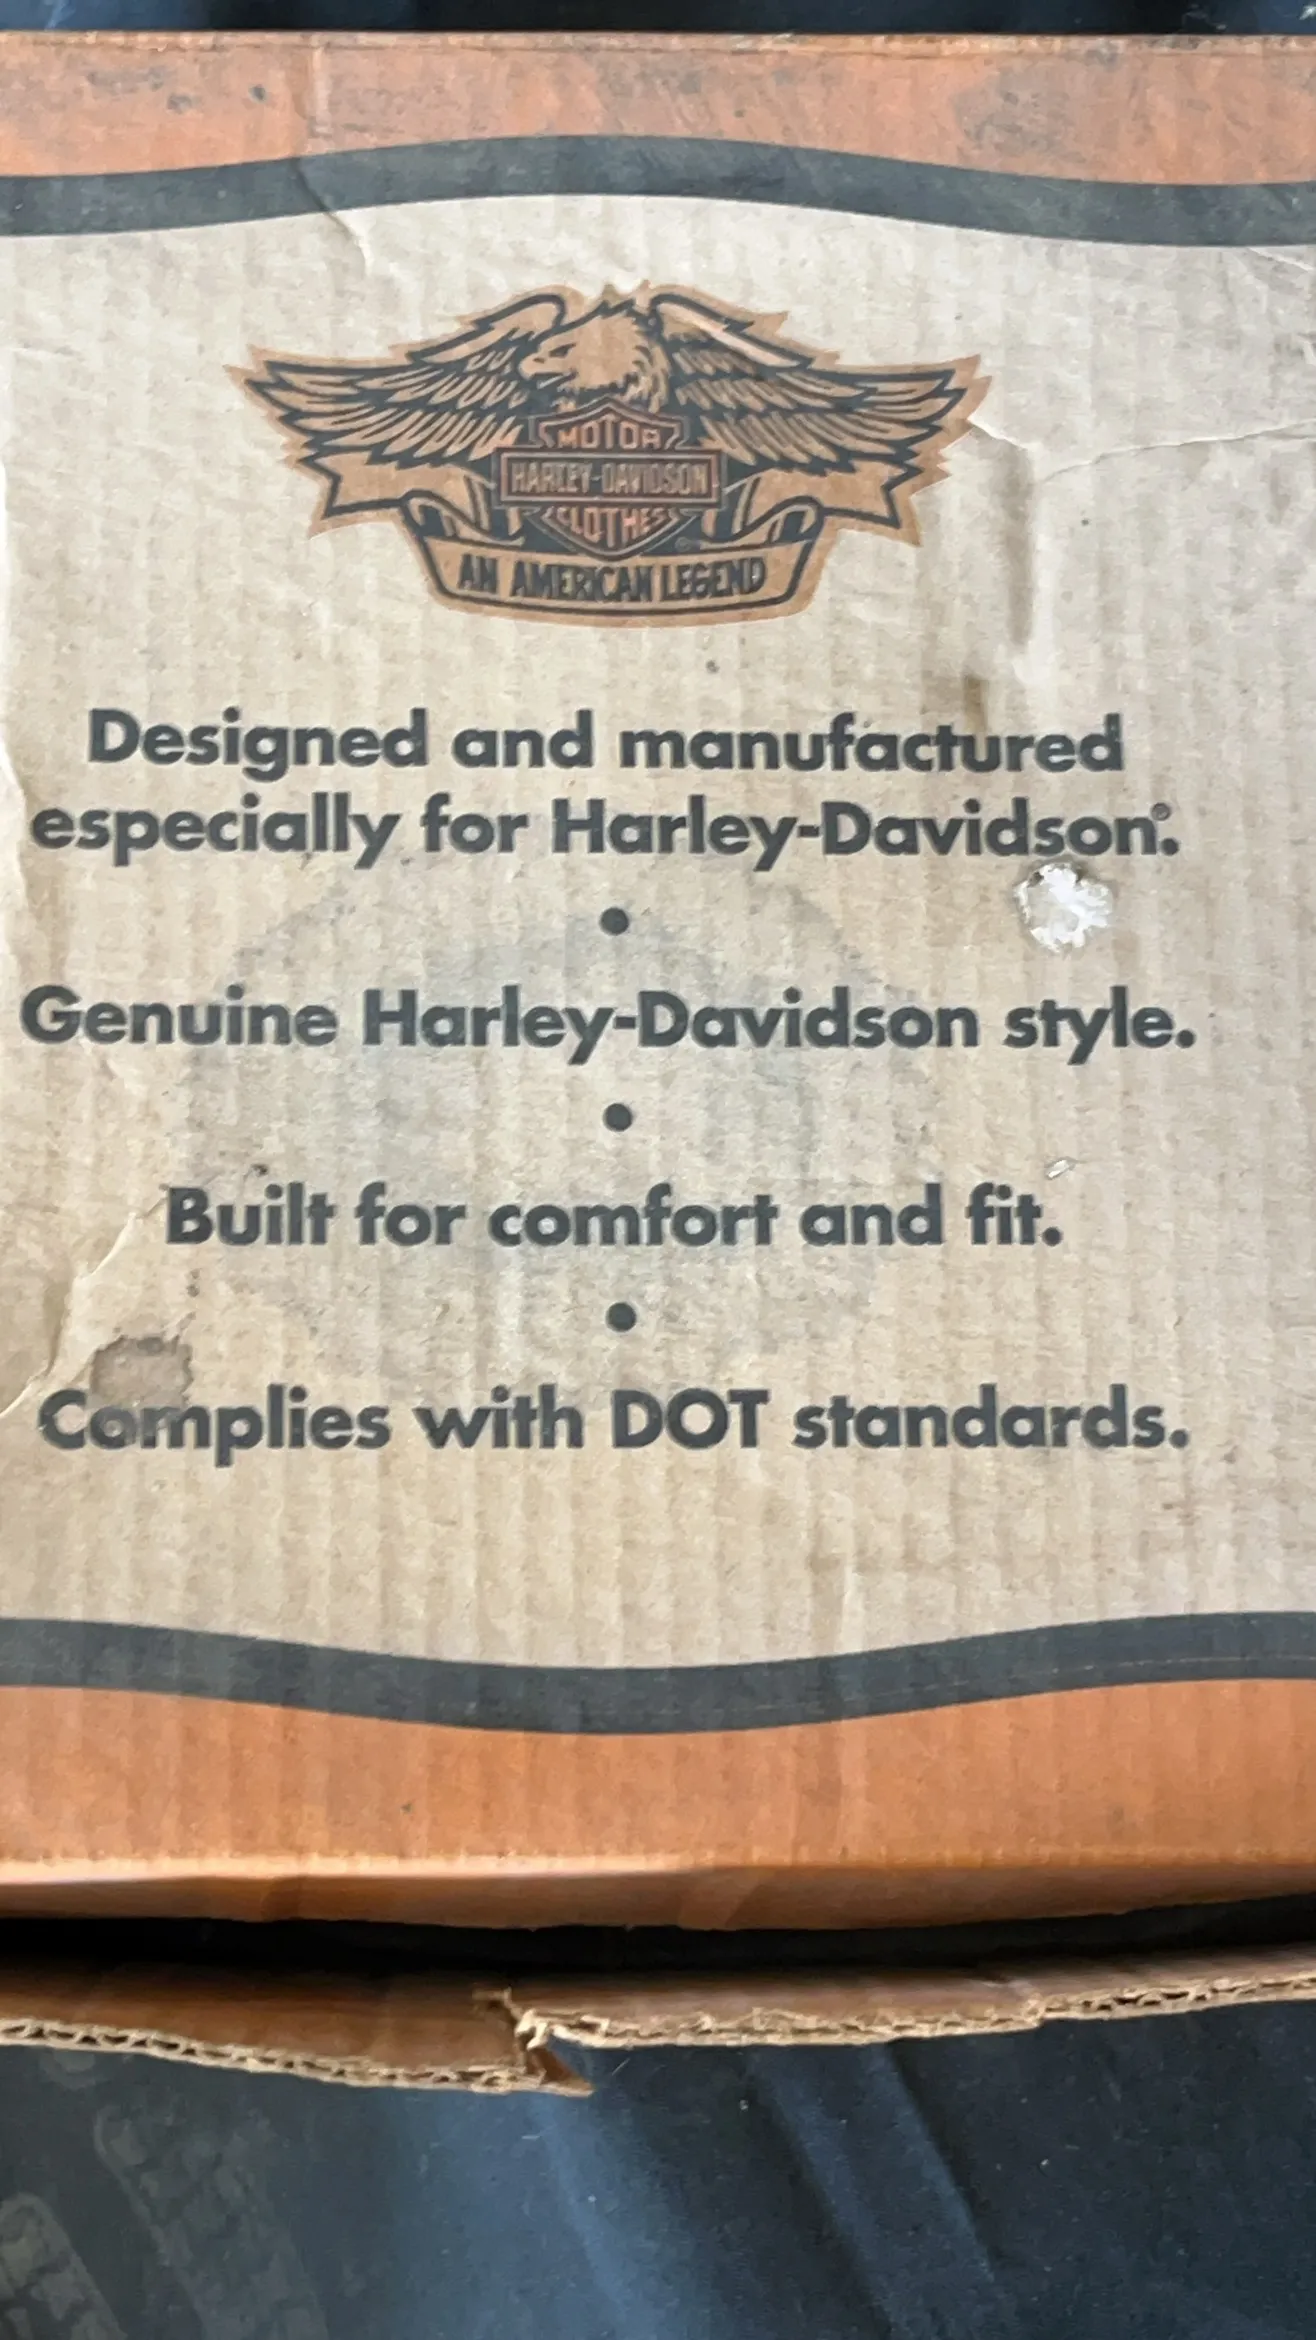 MOTOR
HARLEY-DAVIDSON
CLOTHES
®
AN AMERICAN LEGEND
Designed and manufactured
especially for Harley-Davidson®.
•
Genuine Harley-Davidson style.
•
Built for comfort and fit.
•
Complies with DOT standards.